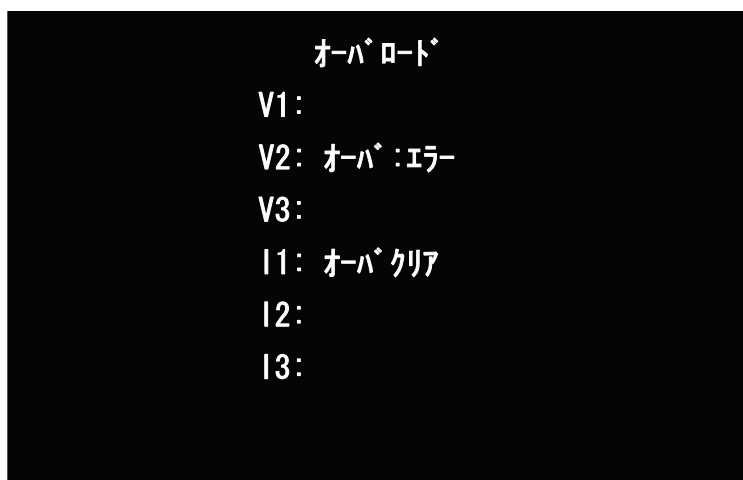 ｵｰﾊﾞﾛｰﾄﾞ
V1:
V2: ｵｰﾊﾞ:ｴﾗｰ
V3:
I1: ｵｰﾊﾞｸﾘｱ
I2:
I3: